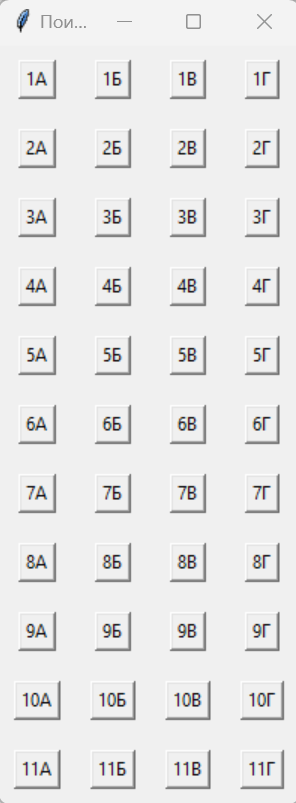 Пои...
1А 1Б 1В 1Г
2А 2Б 2В 2Г
3А 3Б 3В 3Г
4А 4Б 4В 4Г
5А 5Б 5В 5Г
6А 6Б 6В 6Г
7А 7Б 7В 7Г
8А 8Б 8В 8Г
9А 9Б 9В 9Г
10А 10Б 10В 10Г
11А 11Б 11В 11Г